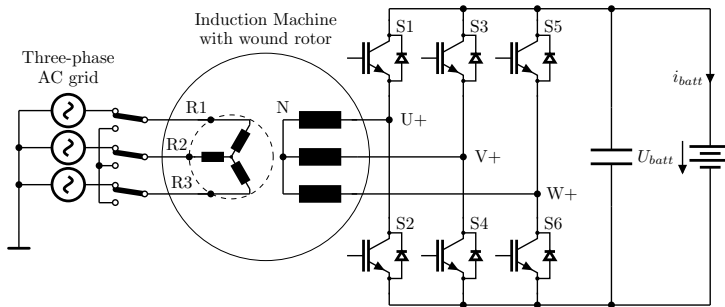 Induction Machine
with wound rotor
Three-phase
AC grid
S1
S3
S5
i_batt
R1
N
U+
R2
V+
U_batt
R3
W+
S2
S4
S6